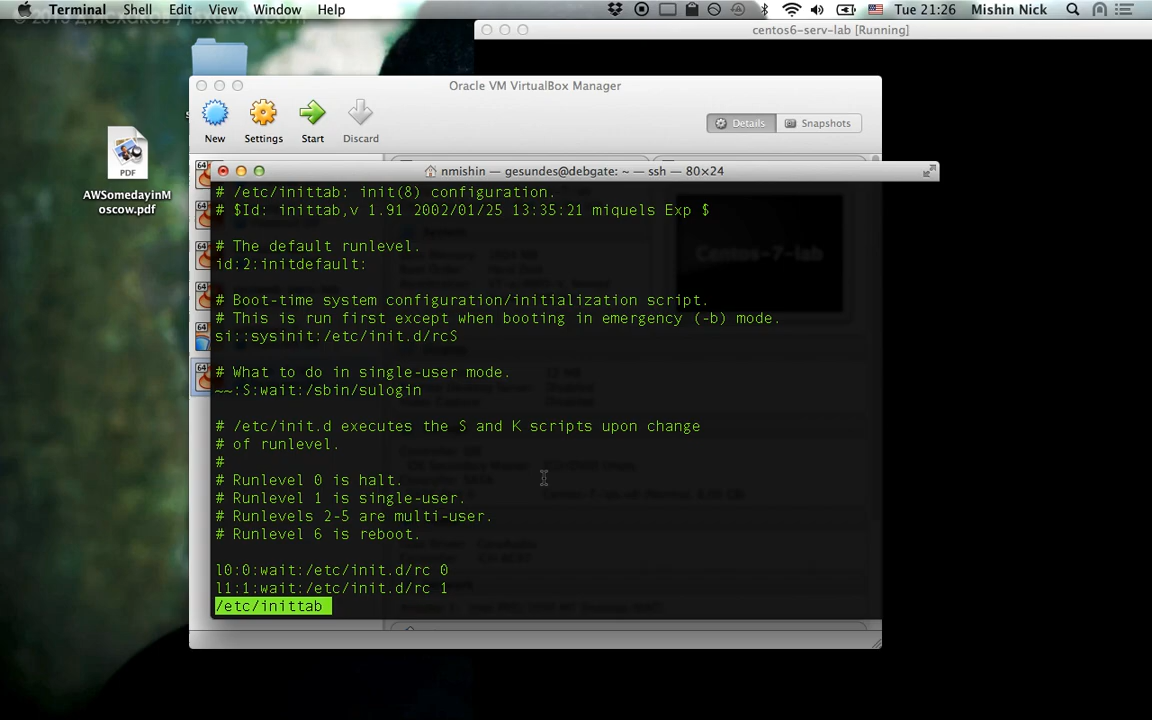 Terminal Shell Edit View Window Help Tue 21:26 Mishin Nick
centos6-serv-lab [Running]
Oracle VM VirtualBox Manager
New Settings Start Discard Details Snapshots
PDF
AWSomedayinM
oscow.pdf
nmishin — gesundes@debgate: ~ — ssh — 80×24
# /etc/inittab: init(8) configuration.
# $Id: inittab,v 1.91 2002/01/25 13:35:21 miquels Exp $
# The default runlevel.
id:2:initdefault:
# Boot-time system configuration/initialization script.
# This is run first except when booting in emergency (-b) mode.
si::sysinit:/etc/init.d/rcS
# What to do in single-user mode.
~~:S:wait:/sbin/sulogin
# /etc/init.d executes the S and K scripts upon change
# of runlevel.
#
# Runlevel 0 is halt.
# Runlevel 1 is single-user.
# Runlevels 2-5 are multi-user.
# Runlevel 6 is reboot.
l0:0:wait:/etc/init.d/rc 0
l1:1:wait:/etc/init.d/rc 1
/etc/inittab
Centos-7-lab